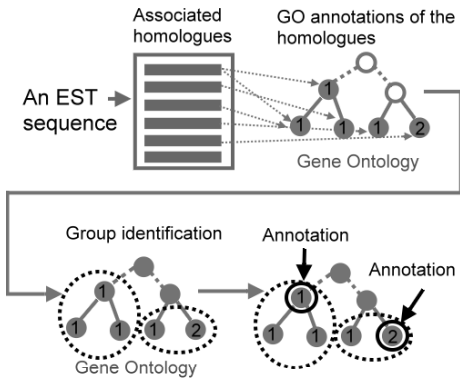 Associated
homologues
GO annotations of the
homologues
An EST
sequence
1
1 1 1 2
Gene Ontology
Group identification
Annotation
Annotation
1
1 1 1 2
1
1 1 1 2
Gene Ontology